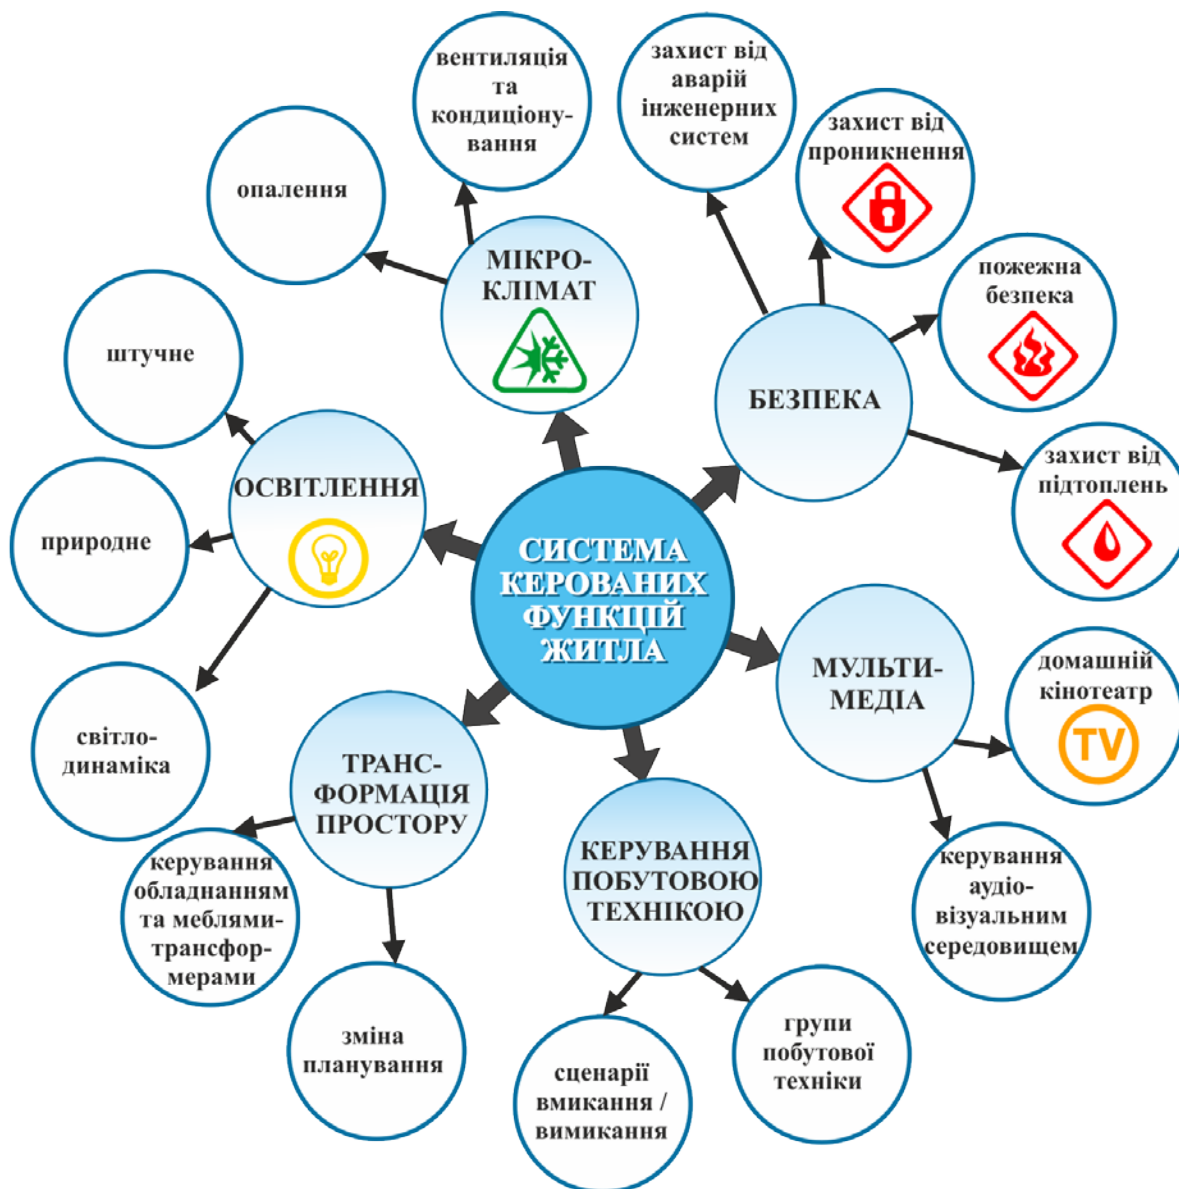 вентиляція
та
кондиціону-
вання
захист від
аварій
інженерних
систем
захист від
проникнення
опалення
МІКРО-
КЛІМАТ
пожежна
безпека
штучне
БЕЗПЕКА
захист від
підтоплень
ОСВІТЛЕННЯ
природне
СИСТЕМА
КЕРОВАНИХ
ФУНКЦІЙ
ЖИТЛА
МУЛЬТИ-
МЕДІА
домашній
кінотеатр
TV
світло-
динаміка
ТРАНС-
ФОРМАЦІЯ
ПРОСТОРУ
КЕРУВАННЯ
ПОБУТОВОЮ
ТЕХНІКОЮ
керування
аудіо-
візуальним
середовищем
керування
обладнанням
та меблями-
трансфор-
мерами
зміна
планування
сценарії
вмикання /
вимикання
групи
побутової
техніки